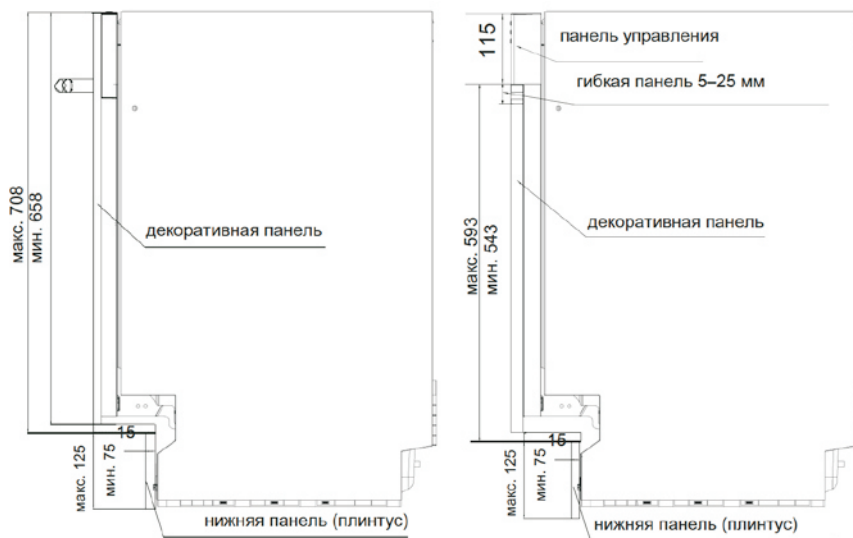 макс. 708
мин. 658
декоративная панель
15
макс. 125
мин. 75
нижняя панель (плинтус)
115
панель управления
гибкая панель 5–25 мм
макс. 593
мин. 543
декоративная панель
15
макс. 125
мин. 75
нижняя панель (плинтус)